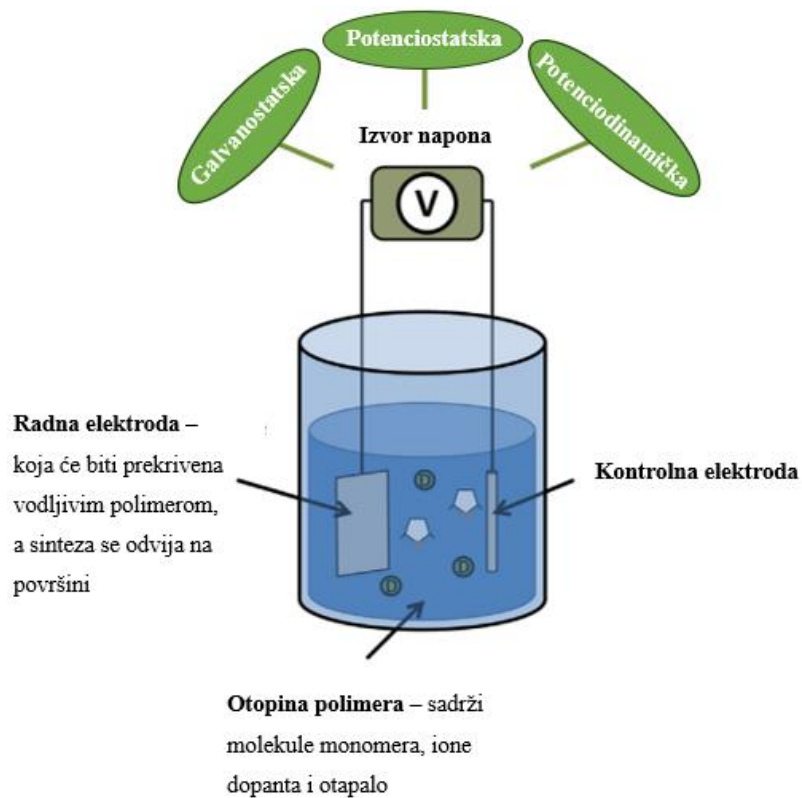 Potenciostatska
Galvanostatska
Potenciodinamička
Izvor napona
V
Radna elektroda –
koja će biti prekrivena
vodljivim polimerom,
a sinteza se odvija na
površini
Kontrolna elektroda
D
D
D
Otopina polimera – sadrži
molekule monomera, ione
dopanta i otapalo